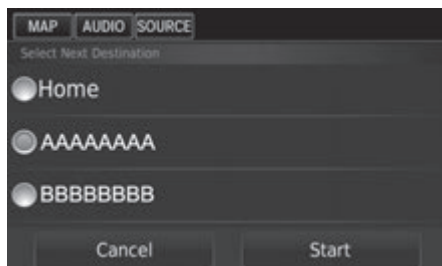 MAP AUDIO SOURCE
Select Next Destination
Home
AAAAAAAA
BBBBBBBB
Cancel Start